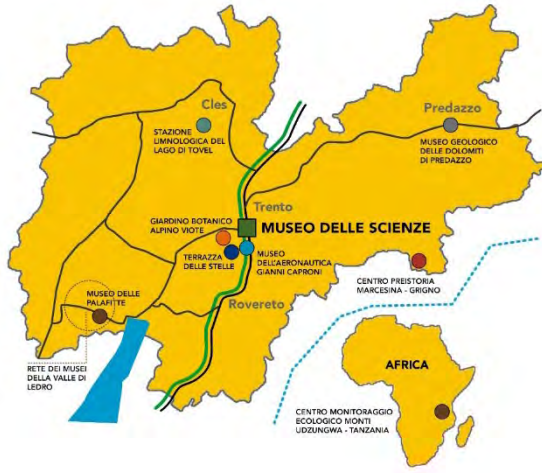 Cles
STAZIONE
LIMNOLOGICA DEL
LAGO DI TOVEL
Predazzo
MUSEO GEOLOGICO
DELLE DOLOMITI
DI PREDAZZO
Trento
GIARDINO BOTANICO
ALPINO VIOTE
MUSEO DELLE SCIENZE
TERRAZZA
DELLE STELLE
MUSEO
DELL'AERONAUTICA
GIANNI CAPRONI
CENTRO PREISTORIA
MARCESINA - GRIGNO
MUSEO DELLE
PALAFITTE
Rovereto
RETE DEI MUSEI
DELLA VALLE DI
LEDRO
AFRICA
CENTRO MONITORAGGIO
ECOLOGICO MONTI
UDZUNGWA - TANZANIA